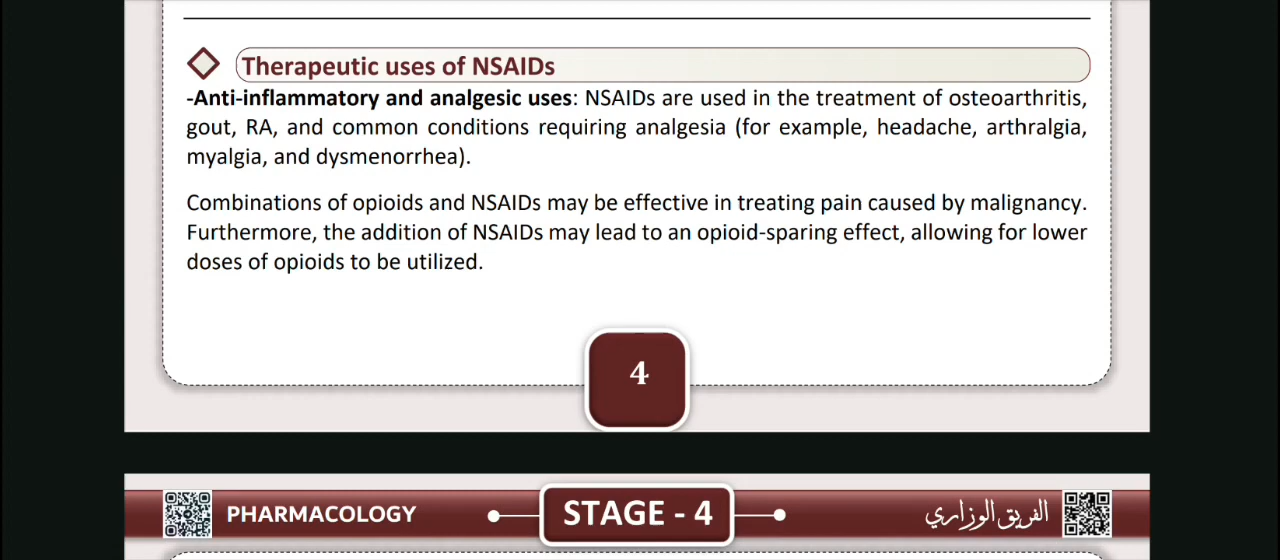 Therapeutic uses of NSAIDs
-Anti-inflammatory and analgesic uses: NSAIDs are used in the treatment of osteoarthritis,
gout, RA, and common conditions requiring analgesia (for example, headache, arthralgia,
myalgia, and dysmenorrhea).
Combinations of opioids and NSAIDs may be effective in treating pain caused by malignancy.
Furthermore, the addition of NSAIDs may lead to an opioid-sparing effect, allowing for lower
doses of opioids to be utilized.
4
PHARMACOLOGY
STAGE - 4
الفريق الوزاري